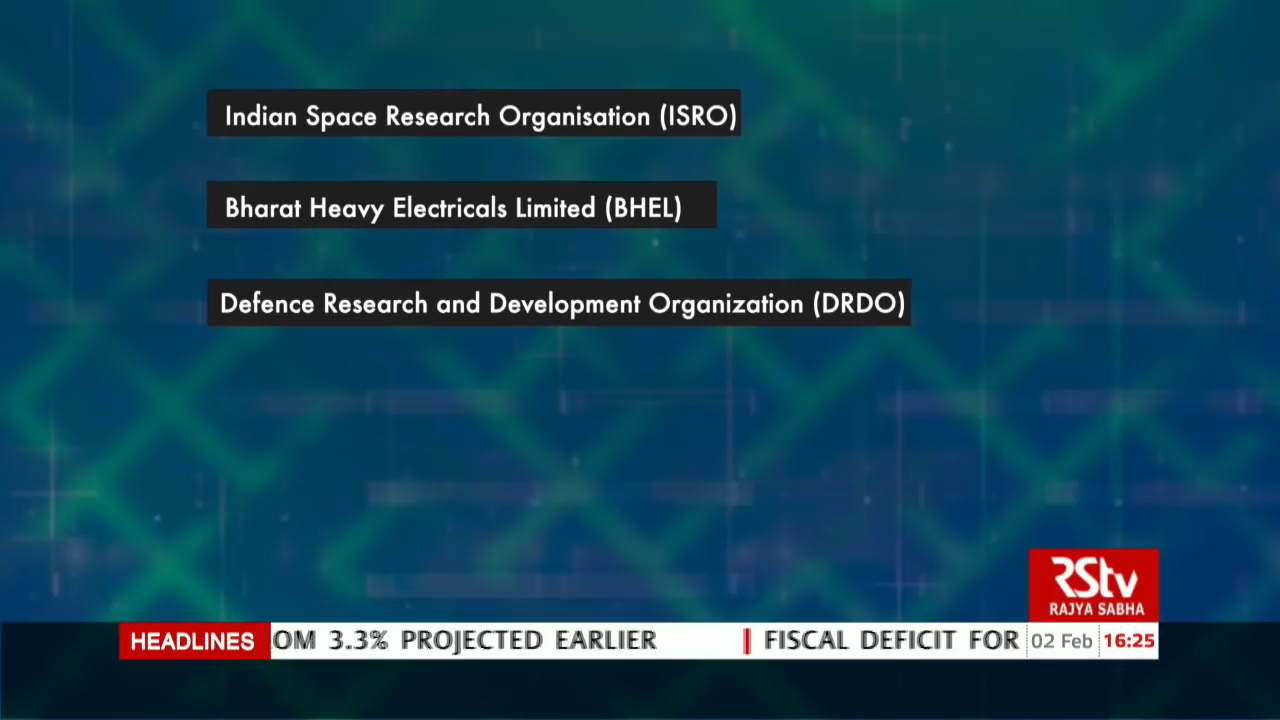 Indian Space Research Organisation (ISRO)
Bharat Heavy Electricals Limited (BHEL)
Defence Research and Development Organization (DRDO)
RStv
RAJYA SABHA
HEADLINES OM 3.3% PROJECTED EARLIER FISCAL DEFICIT FOR 02 Feb 16:25